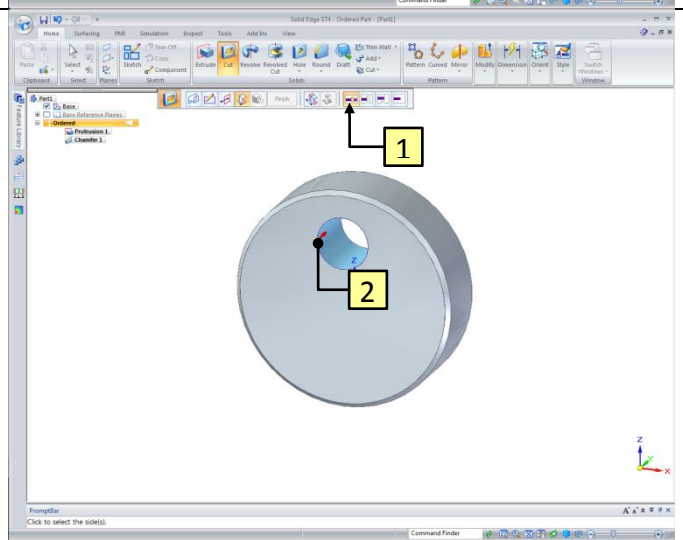 Command Finder
Solid Edge ST4 - Ordered Part - [Part1]
Home Surfacing PMI Simulation Inspect Tools Add Ins View
Paste Select Sketch Tear-Off Copy Component Extrude Cut Revolve Revolved Cut Hole Round Draft Thin Wall Add Cut Pattern Curved Mirror Modify Dimension Orient Style Switch Windows
Clipboard Select Planes Sketch Solids Pattern Window
Finish
Feature Library
Part1
Base
Base Reference Planes
Ordered
Protrusion 1
Chamfer 1
1
Z
2
Z
Y
X
PromptBar
Click to select the side(s).
Command Finder